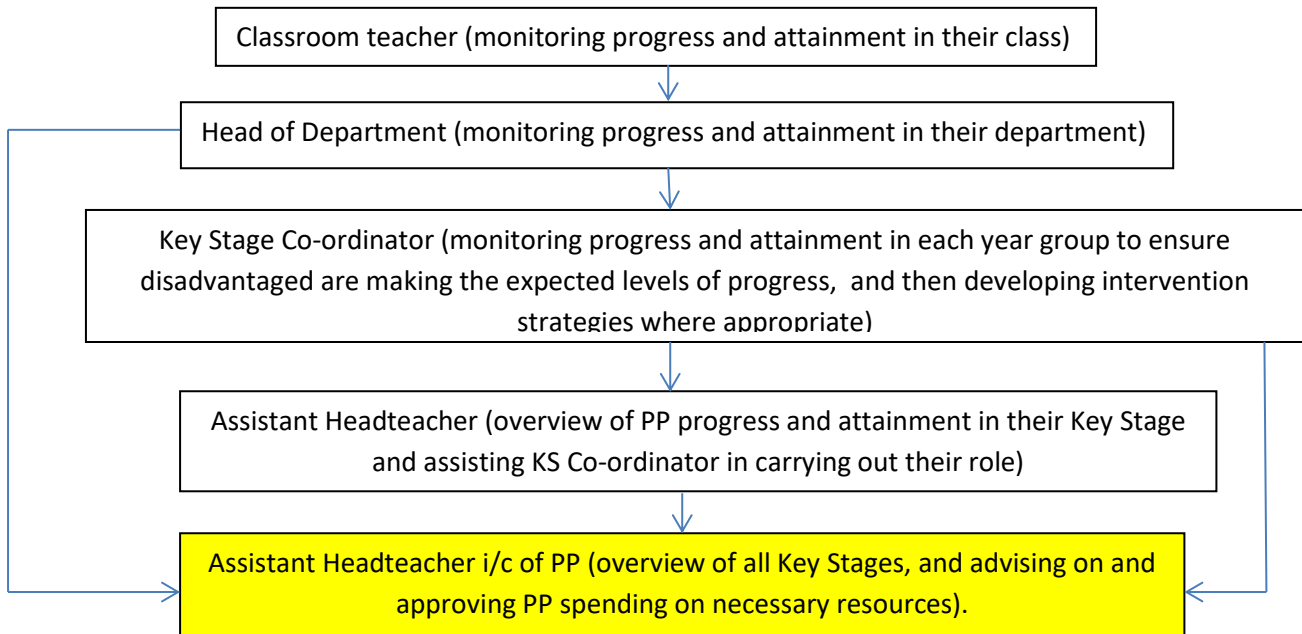 Classroom teacher (monitoring progress and attainment in their class)
Head of Department (monitoring progress and attainment in their department)
Key Stage Co-ordinator (monitoring progress and attainment in each year group to ensure
disadvantaged are making the expected levels of progress,  and then developing intervention
strategies where appropriate)
Assistant Headteacher (overview of PP progress and attainment in their Key Stage
and assisting KS Co-ordinator in carrying out their role)
Assistant Headteacher i/c of PP (overview of all Key Stages, and advising on and
approving PP spending on necessary resources).